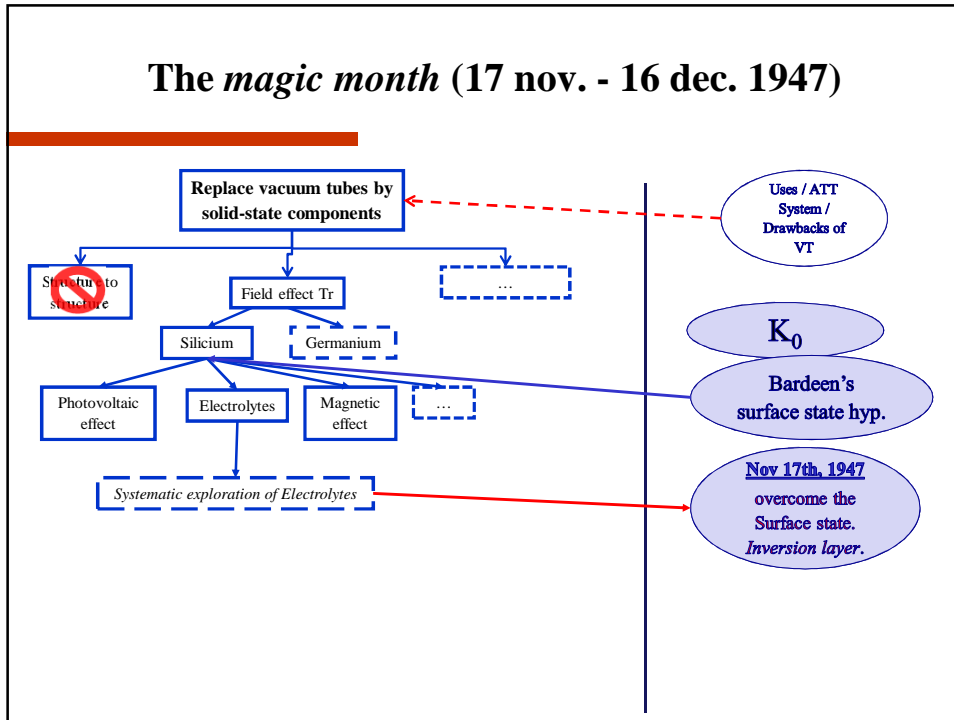 The magic month (17 nov. - 16 dec. 1947)
Replace vacuum tubes by
solid-state components
Uses / ATT
System /
Drawbacks of
VT
Structure to
structure
Field effect Tr
...
Silicium
Germanium
K0
Photovoltaic
effect
Electrolytes
Magnetic
effect
...
Bardeen's
surface state hyp.
Systematic exploration of Electrolytes
Nov 17th, 1947
overcome the
Surface state.
Inversion layer.